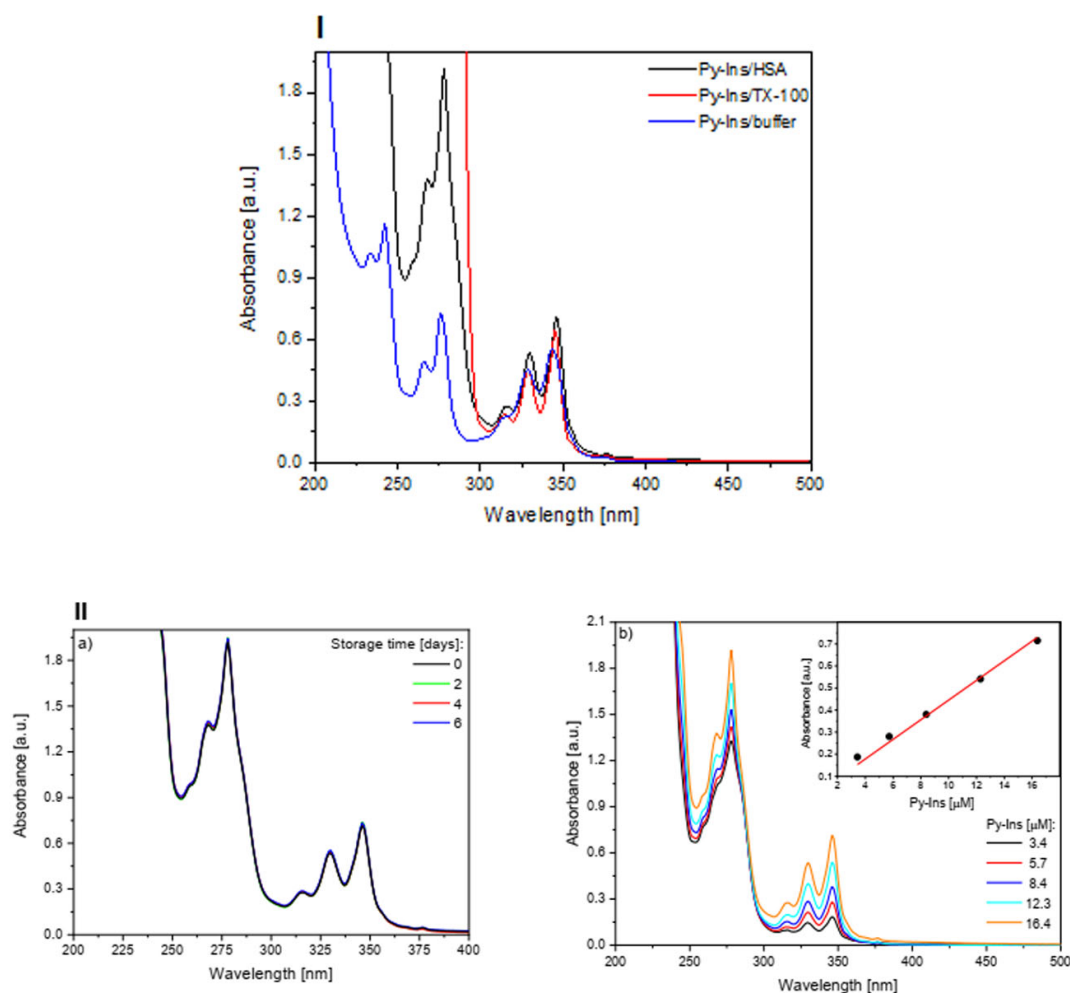 I
Py-Ins/HSA
Py-Ins/TX-100
Py-Ins/buffer
1.8
1.5
1.2
0.9
0.6
0.3
0.0
Absorbance [a.u.]
200 250 300 350 400 450 500
Wavelength [nm]
II
a)
Storage time [days]:
0
2
4
6
1.8
1.5
1.2
0.9
0.6
0.3
0.0
Absorbance [a.u.]
200 225 250 275 300 325 350 375 400
Wavelength [nm]
b)
2.1
1.8
1.5
1.2
0.9
0.6
0.3
0.0
Absorbance [a.u.]
0.7
0.6
0.5
0.4
0.3
0.2
0.1
Absorbance [a.u.]
2 4 6 8 10 12 14 16
Py-Ins [μM]
Py-Ins [μM]:
3.4
5.7
8.4
12.3
16.4
200 250 300 350 400 450 500
Wavelength [nm]